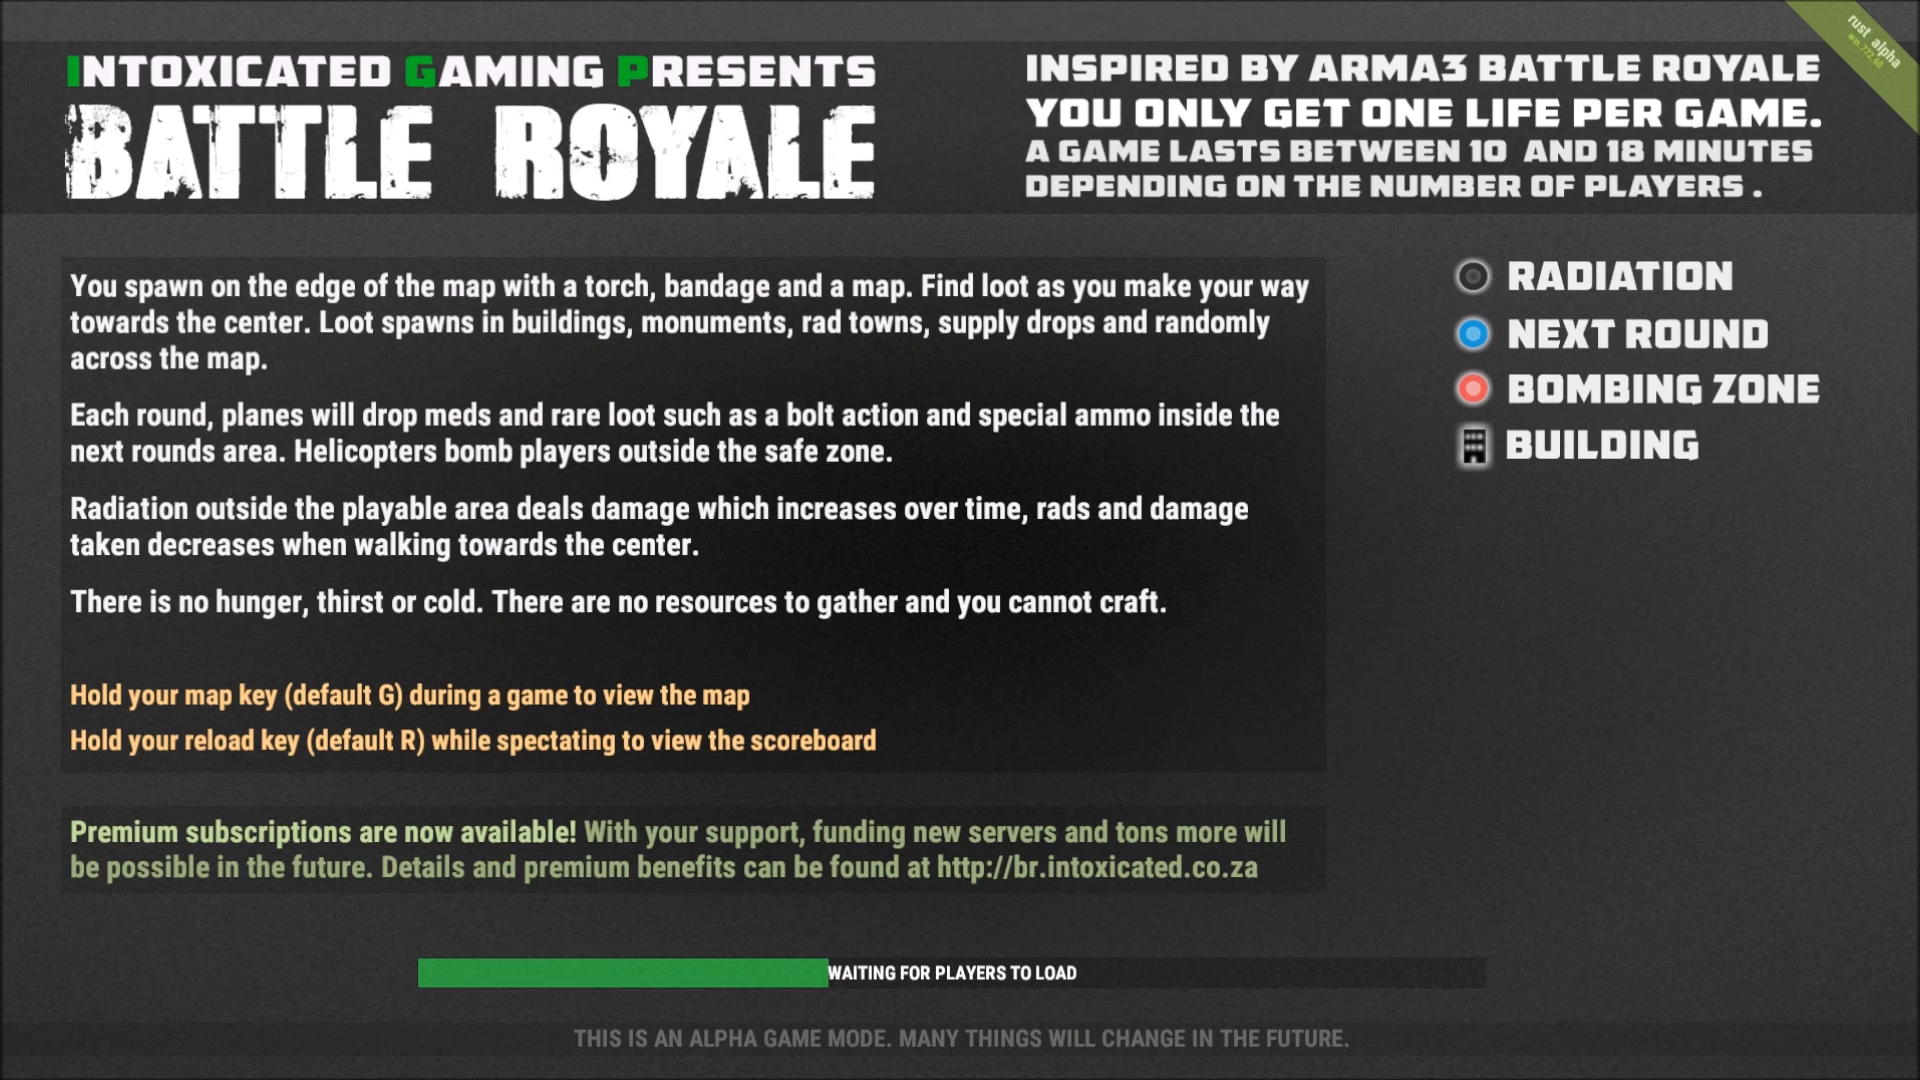 INTOXICATED GAMING PRESENTS
BATTLE ROYALE
INSPIRED BY ARMA3 BATTLE ROYALE
YOU ONLY GET ONE LIFE PER GAME.
A GAME LASTS BETWEEN 10 AND 18 MINUTES
DEPENDING ON THE NUMBER OF PLAYERS .
rust alpha
You spawn on the edge of the map with a torch, bandage and a map. Find loot as you make your way
towards the center. Loot spawns in buildings, monuments, rad towns, supply drops and randomly
across the map.
Each round, planes will drop meds and rare loot such as a bolt action and special ammo inside the
next rounds area. Helicopters bomb players outside the safe zone.
Radiation outside the playable area deals damage which increases over time, rads and damage
taken decreases when walking towards the center.
There is no hunger, thirst or cold. There are no resources to gather and you cannot craft.
Hold your map key (default G) during a game to view the map
Hold your reload key (default R) while spectating to view the scoreboard
RADIATION
NEXT ROUND
BOMBING ZONE
BUILDING
Premium subscriptions are now available! With your support, funding new servers and tons more will
be possible in the future. Details and premium benefits can be found at http://br.intoxicated.co.za
WAITING FOR PLAYERS TO LOAD
THIS IS AN ALPHA GAME MODE. MANY THINGS WILL CHANGE IN THE FUTURE.